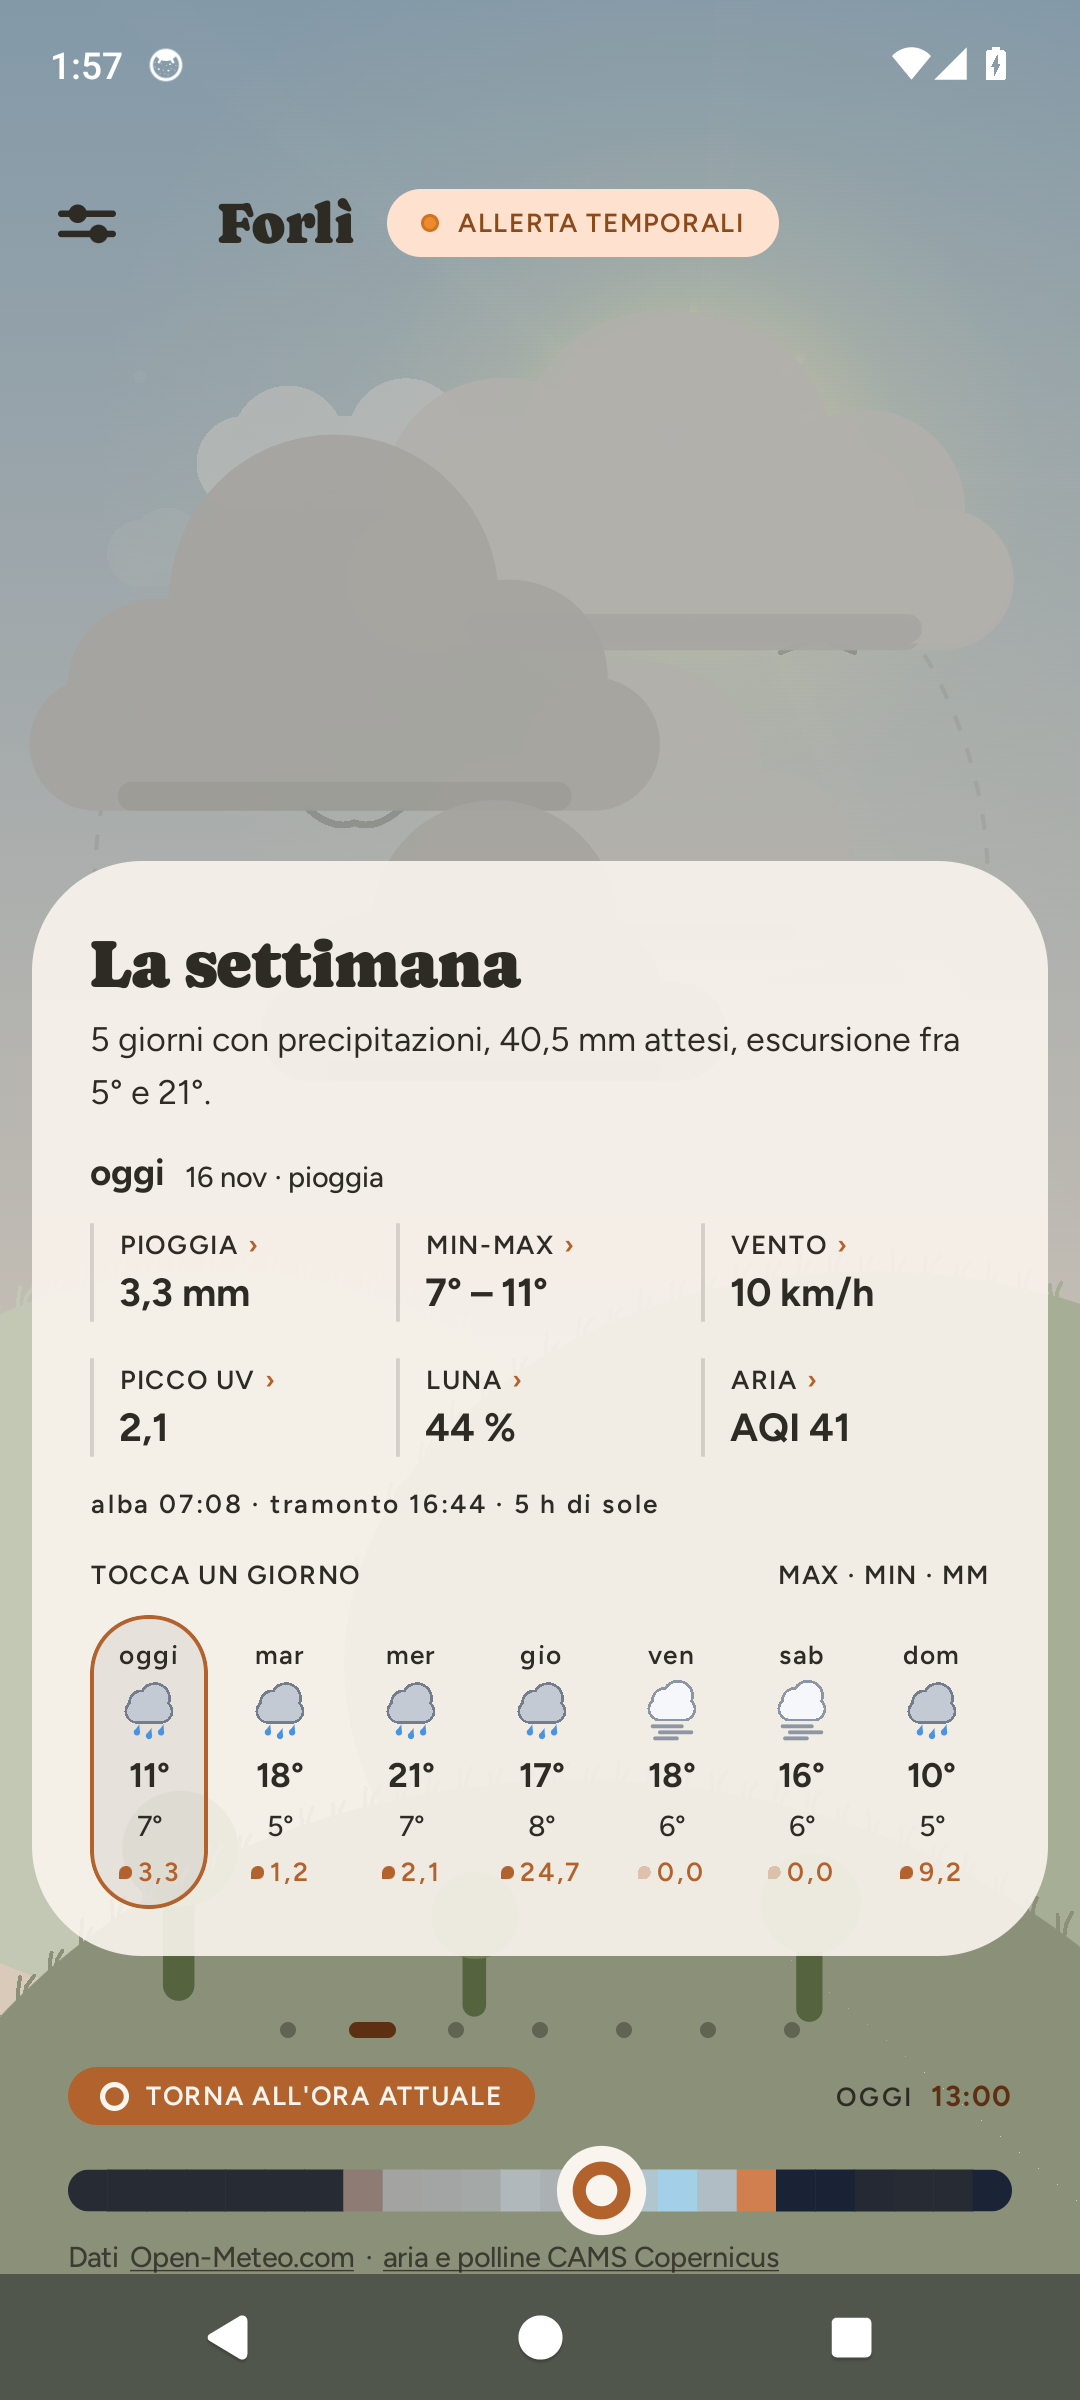 1:57
Forlì
ALLERTA TEMPORALI
La settimana
5 giorni con precipitazioni, 40,5 mm attesi, escursione fra
5° e 21°.
oggi 16 nov · pioggia
PIOGGIA › MIN-MAX › VENTO ›
3,3 mm 7° – 11° 10 km/h
PICCO UV › LUNA › ARIA ›
2,1 44 % AQI 41
alba 07:08 · tramonto 16:44 · 5 h di sole
TOCCA UN GIORNO MAX · MIN · MM
oggi mar mer gio ven sab dom
11° 18° 21° 17° 18° 16° 10°
7° 5° 7° 8° 6° 6° 5°
3,3 1,2 2,1 24,7 0,0 0,0 9,2
TORNA ALL'ORA ATTUALE OGGI 13:00
Dati Open-Meteo.com · aria e polline CAMS Copernicus